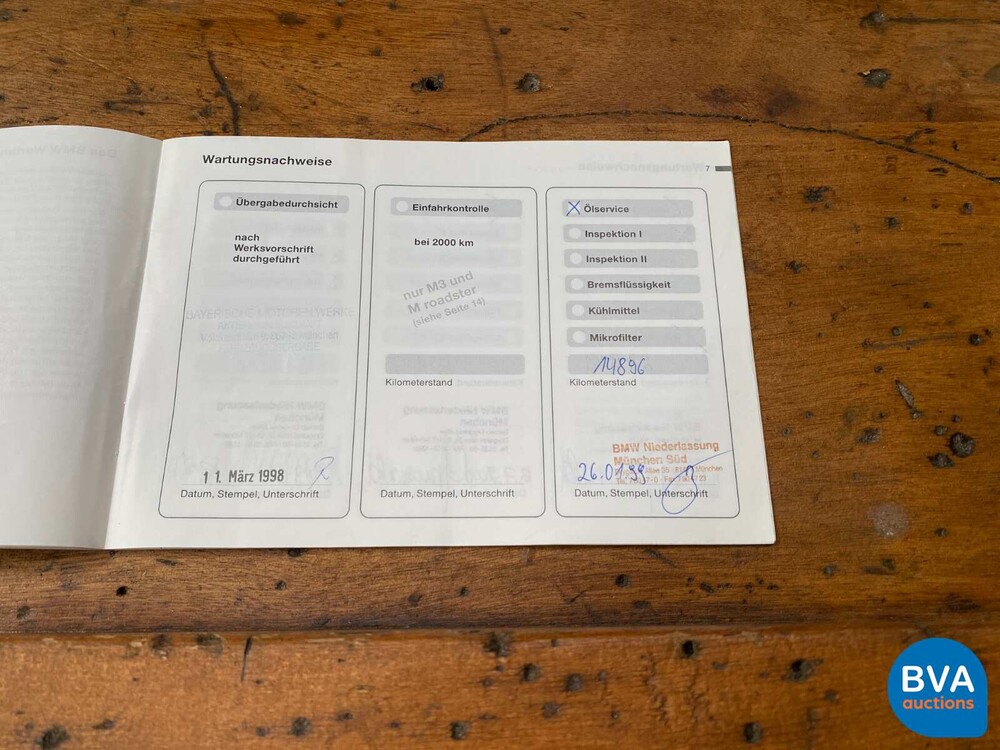 Wartungsnachweise
7
Übergabedurchsicht
nach
Werksvorschrift
durchgeführt
11. März 1998
Datum, Stempel, Unterschrift
Einfahrkontrolle
bei 2000 km
nur M3 und
M roadster
(siehe Seite 14)
Kilometerstand
Datum, Stempel, Unterschrift
X Ölservice
Inspektion I
Inspektion II
Bremsflüssigkeit
Kühlmittel
Mikrofilter
14896
Kilometerstand
BMW Niederlassung
München Süd
26.01.99
Datum, Stempel, Unterschrift
BVA
auctions